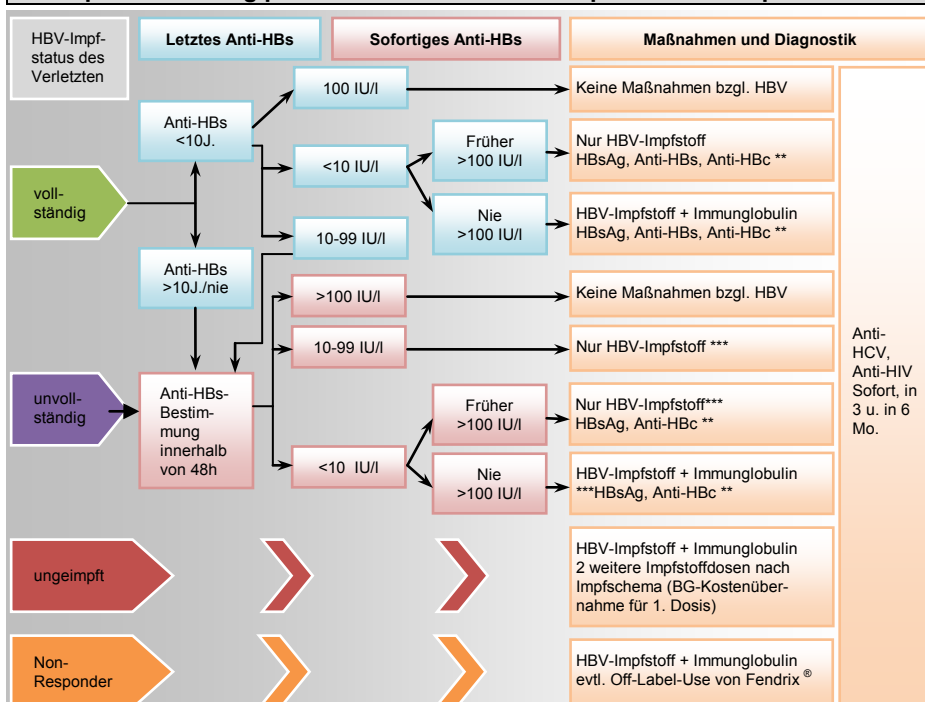 HBV-Impf-
status des
Verletzten
Letztes Anti-HBs
Sofortiges Anti-HBs
Maßnahmen und Diagnostik
voll-
ständig
Anti-HBs
<10J.
100 IU/l
Keine Maßnahmen bzgl. HBV
<10 IU/l
Früher
>100 IU/l
Nur HBV-Impfstoff
HBsAg, Anti-HBs, Anti-HBc **
Nie
>100 IU/l
HBV-Impfstoff + Immunglobulin
HBsAg, Anti-HBs, Anti-HBc **
10-99 IU/l
Anti-HBs
>10J./nie
unvoll-
ständig
Anti-HBs-
Bestim-
mung
innerhalb
von 48h
>100 IU/l
Keine Maßnahmen bzgl. HBV
10-99 IU/l
Nur HBV-Impfstoff ***
<10 IU/l
Früher
>100 IU/l
Nur HBV-Impfstoff***
HBsAg, Anti-HBc **
Nie
>100 IU/l
HBV-Impfstoff + Immunglobulin
***HBsAg, Anti-HBc **
ungeimpft
HBV-Impfstoff + Immunglobulin
2 weitere Impfstoffdosen nach
Impfschema (BG-Kostenüber-
nahme für 1. Dosis)
Non-
Responder
HBV-Impfstoff + Immunglobulin
evtl. Off-Label-Use von Fendrix ®
Anti-
HCV,
Anti-HIV
Sofort, in
3 u. in 6
Mo.